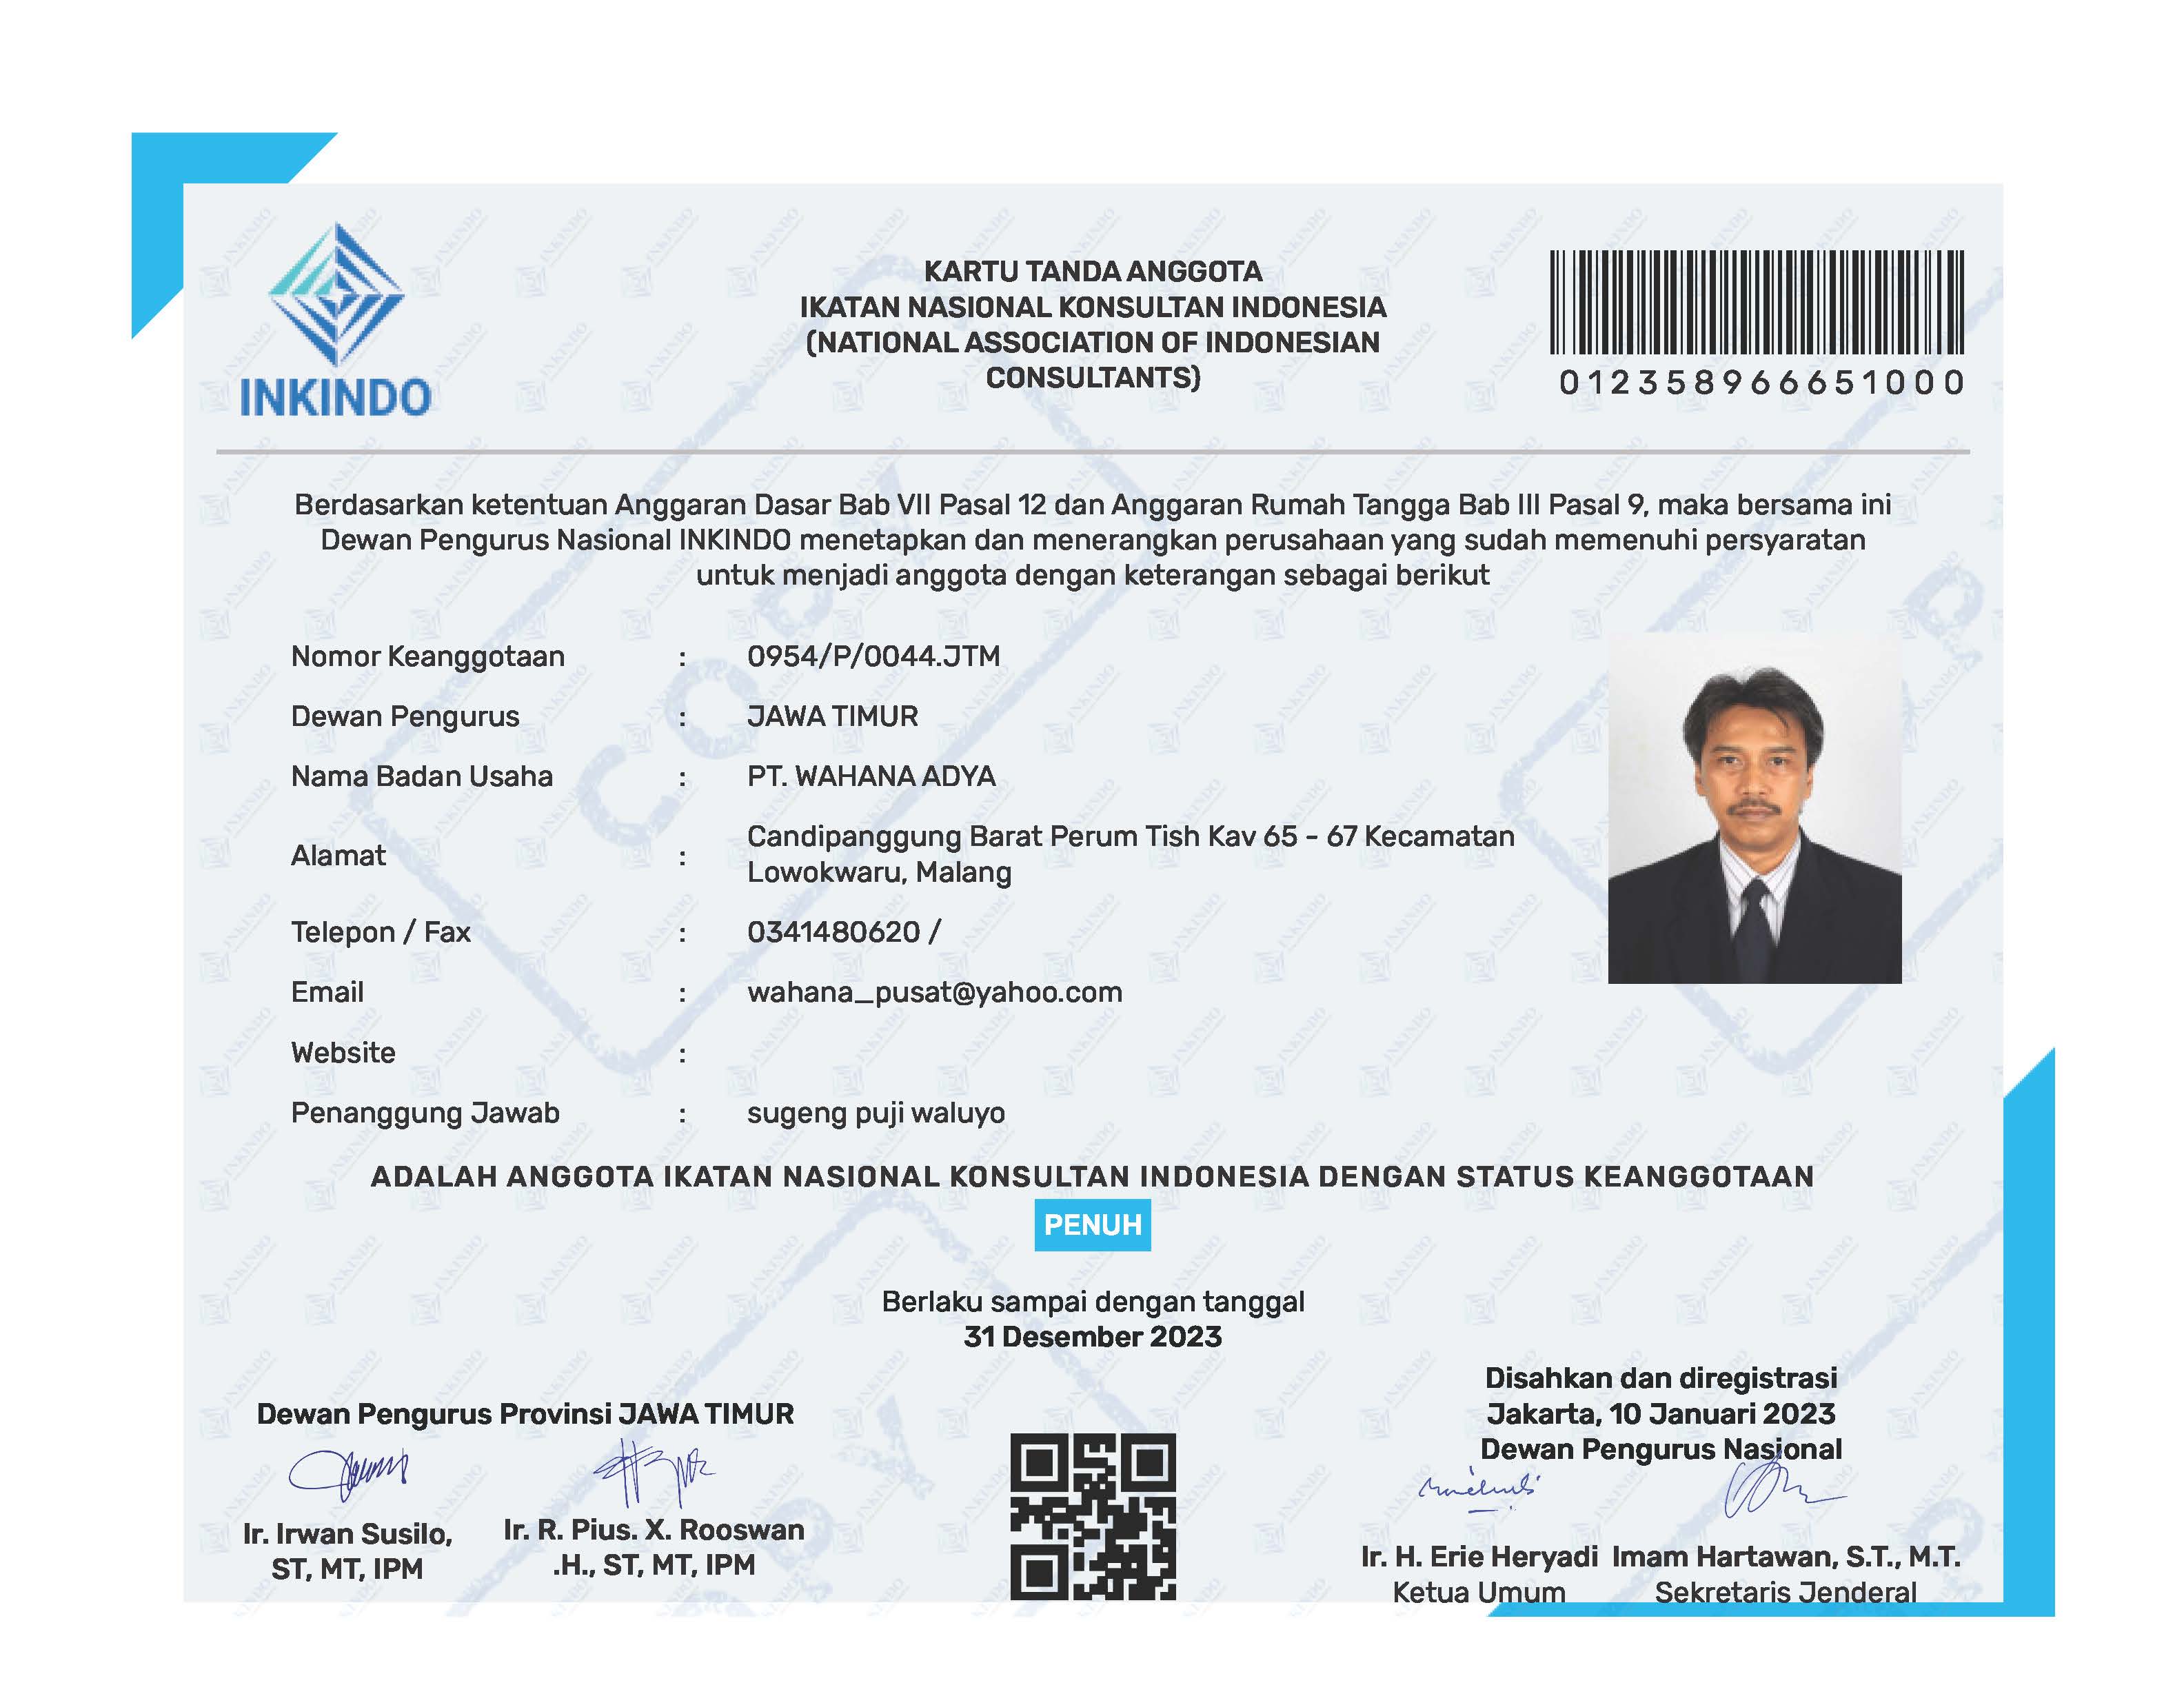 INKINDO
KARTU TANDA ANGGOTA
IKATAN NASIONAL KONSULTAN INDONESIA
(NATIONAL ASSOCIATION OF INDONESIAN
CONSULTANTS)
012358966651000
Berdasarkan ketentuan Anggaran Dasar Bab VII Pasal 12 dan Anggaran Rumah Tangga Bab III Pasal 9, maka bersama ini
Dewan Pengurus Nasional INKINDO menetapkan dan menerangkan perusahaan yang sudah memenuhi persyaratan
untuk menjadi anggota dengan keterangan sebagai berikut
Nomor Keanggotaan : 0954/P/0044.JTM
Dewan Pengurus : JAWA TIMUR
Nama Badan Usaha : PT. WAHANA ADYA
Alamat : Candipanggung Barat Perum Tish Kav 65 - 67 Kecamatan
Lowokwaru, Malang
Telepon / Fax : 0341480620 /
Email : wahana_pusat@yahoo.com
Website :
Penanggung Jawab : sugeng puji waluyo
ADALAH ANGGOTA IKATAN NASIONAL KONSULTAN INDONESIA DENGAN STATUS KEANGGOTAAN
PENUH
Berlaku sampai dengan tanggal
31 Desember 2023
Dewan Pengurus Provinsi JAWA TIMUR
Ir. Irwan Susilo,
ST, MT, IPM
Ir. R. Pius. X. Rooswan
.H., ST, MT, IPM
Disahkan dan diregistrasi
Jakarta, 10 Januari 2023
Dewan Pengurus Nasional
Ir. H. Erie Heryadi
Ketua Umum
Imam Hartawan, S.T., M.T.
Sekretaris Jenderal
COPY